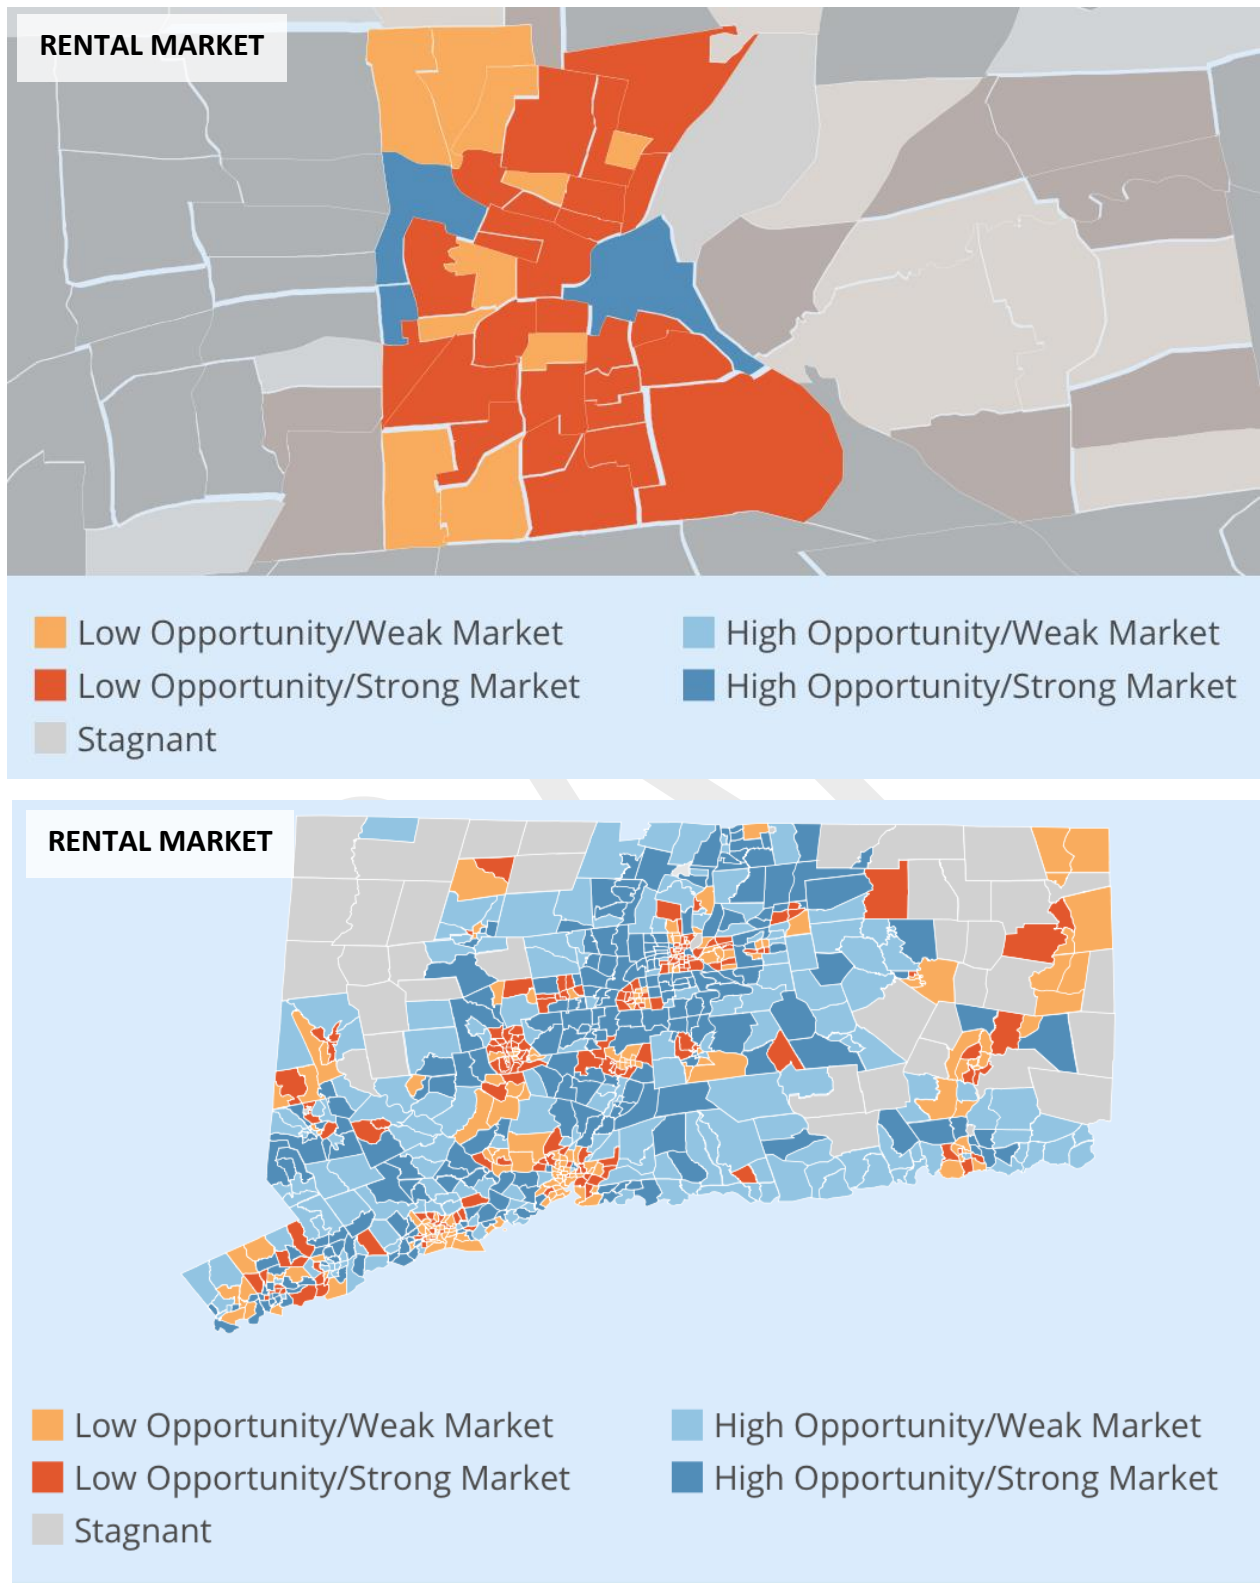 RENTAL MARKET
Low Opportunity/Weak Market
High Opportunity/Weak Market
Low Opportunity/Strong Market
High Opportunity/Strong Market
Stagnant
RENTAL MARKET
Low Opportunity/Weak Market
High Opportunity/Weak Market
Low Opportunity/Strong Market
High Opportunity/Strong Market
Stagnant